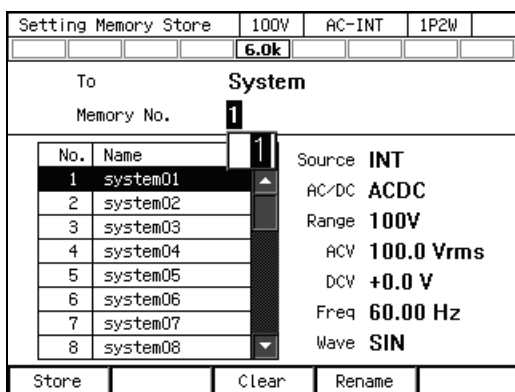 Setting Memory Store 100V AC-INT 1P2W
6.0k
To System
Memory No. 1
1
No. Name
1 system01
2 system02
3 system03
4 system04
5 system05
6 system06
7 system07
8 system08
Source INT
AC/DC ACDC
Range 100V
ACV 100.0 Vrms
DCV +0.0 V
Freq 60.00 Hz
Wave SIN
Store Clear Rename